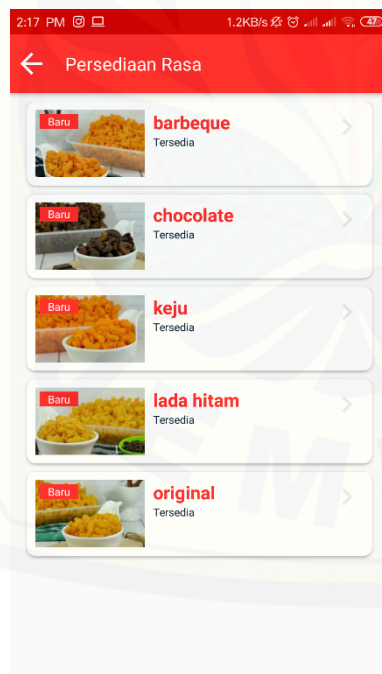 2:17 PM 1.2KB/s 47
Persediaan Rasa
Baru
barbeque
Tersedia
Baru
chocolate
Tersedia
Baru
keju
Tersedia
Baru
lada hitam
Tersedia
Baru
original
Tersedia